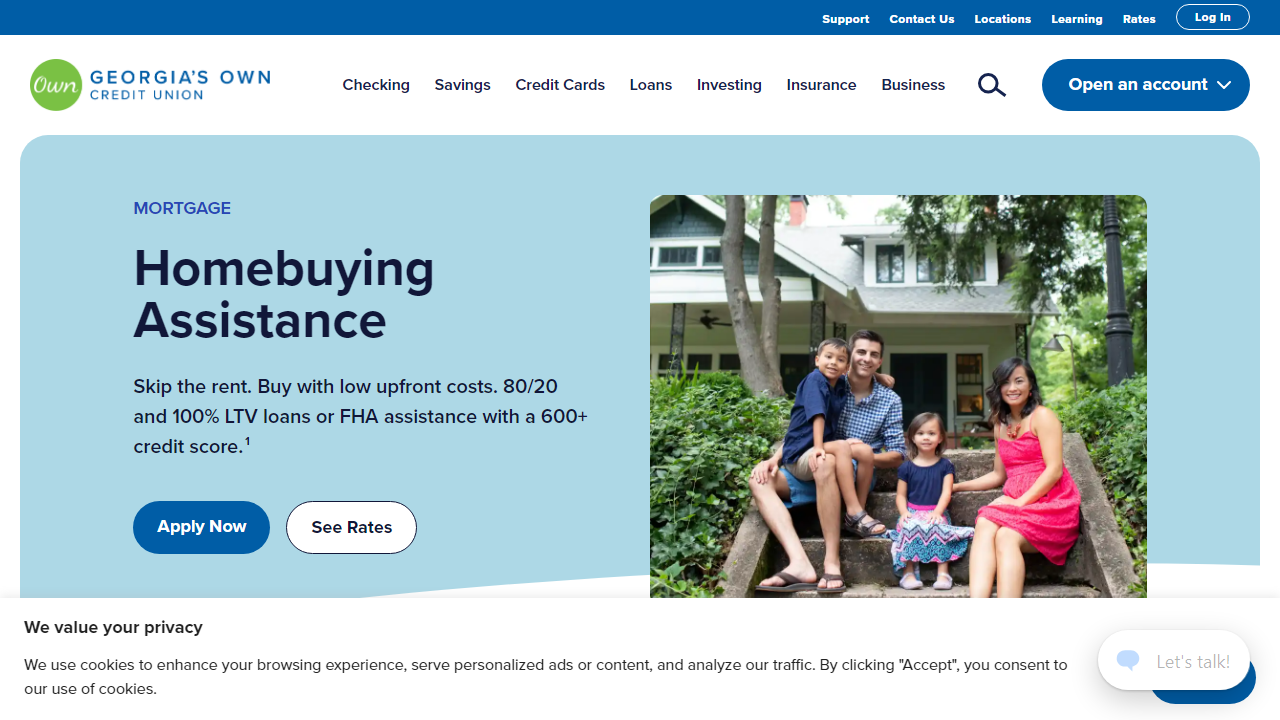 Support Contact Us Locations Learning Rates Log In
Own GEORGIA'S OWN
CREDIT UNION
Checking Savings Credit Cards Loans Investing Insurance Business Open an account
MORTGAGE
Homebuying
Assistance
Skip the rent. Buy with low upfront costs. 80/20
and 100% LTV loans or FHA assistance with a 600+
credit score.¹
Apply Now See Rates
We value your privacy
We use cookies to enhance your browsing experience, serve personalized ads or content, and analyze our traffic. By clicking "Accept", you consent to
our use of cookies.
Let's talk!